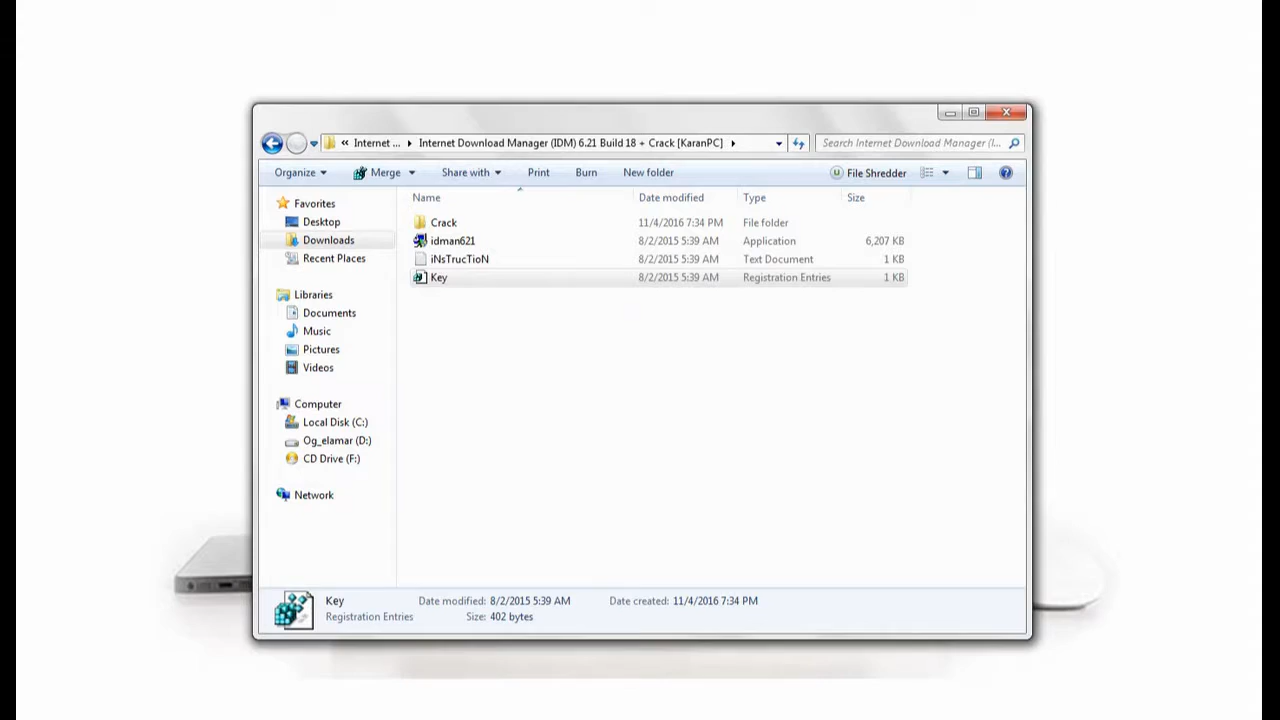 « Internet ... ▸ Internet Download Manager (IDM) 6.21 Build 18 + Crack [KaranPC] ▸ Search Internet Download Manager (I...
Organize Merge Share with Print Burn New folder File Shredder
Name Date modified Type Size
Favorites
Desktop
Downloads
Recent Places
Libraries
Documents
Music
Pictures
Videos
Computer
Local Disk (C:)
Og_elamar (D:)
CD Drive (F:)
Network
Crack 11/4/2016 7:34 PM File folder
idman621 8/2/2015 5:39 AM Application 6,207 KB
iNsTrucTioN 8/2/2015 5:39 AM Text Document 1 KB
Key 8/2/2015 5:39 AM Registration Entries 1 KB
Key Date modified: 8/2/2015 5:39 AM Date created: 11/4/2016 7:34 PM
Registration Entries Size: 402 bytes